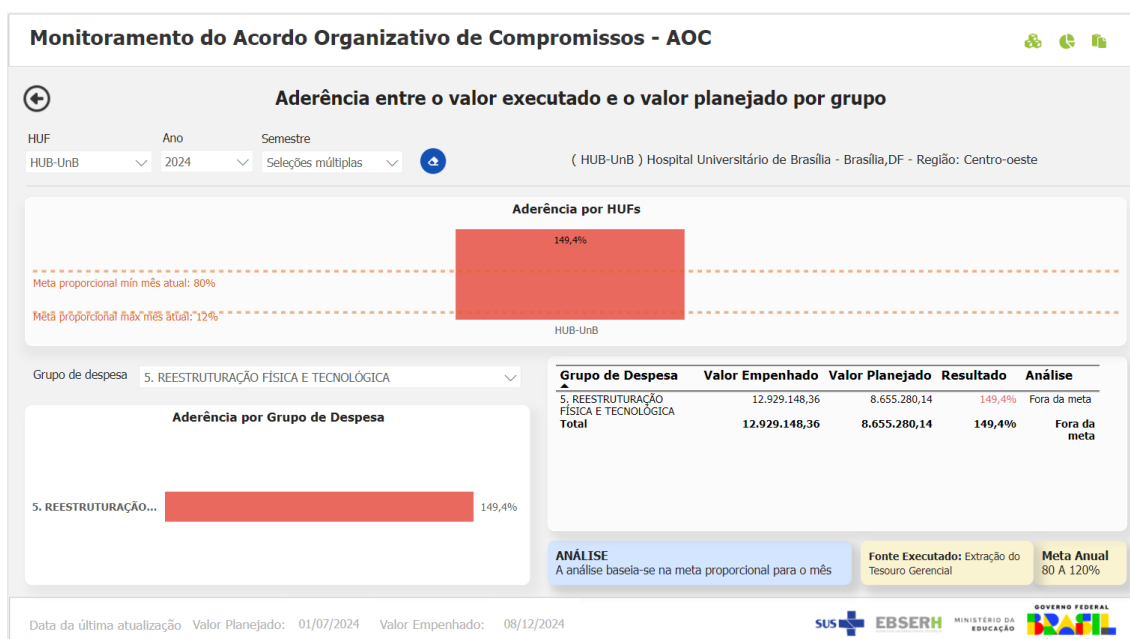 Monitoramento do Acordo Organizativo de Compromissos - AOC
Aderência entre o valor executado e o valor planejado por grupo
HUF
Ano
Semestre
HUB-UnB
2024
Seleções múltiplas
( HUB-UnB ) Hospital Universitário de Brasília - Brasília,DF - Região: Centro-oeste
Aderência por HUFs
149,4%
Meta proporcional mín mês atual: 80%
Meta proporcional máx mês atual: 12%
HUB-UnB
Grupo de despesa
5. REESTRUTURAÇÃO FÍSICA E TECNOLÓGICA
Aderência por Grupo de Despesa
5. REESTRUTURAÇÃO...
149,4%
Grupo de Despesa Valor Empenhado Valor Planejado Resultado Análise
5. REESTRUTURAÇÃO 12.929.148,36 8.655.280,14 149,4% Fora da meta
FÍSICA E TECNOLÓGICA
Total 12.929.148,36 8.655.280,14 149,4% Fora da
meta
ANÁLISE
A análise baseia-se na meta proporcional para o mês
Fonte Executado: Extração do
Tesouro Gerencial
Meta Anual
80 A 120%
Data da última atualização Valor Planejado: 01/07/2024 Valor Empenhado: 08/12/2024
SUS
EBSERH
MINISTÉRIO DA
EDUCAÇÃO
GOVERNO FEDERAL
BRASIL